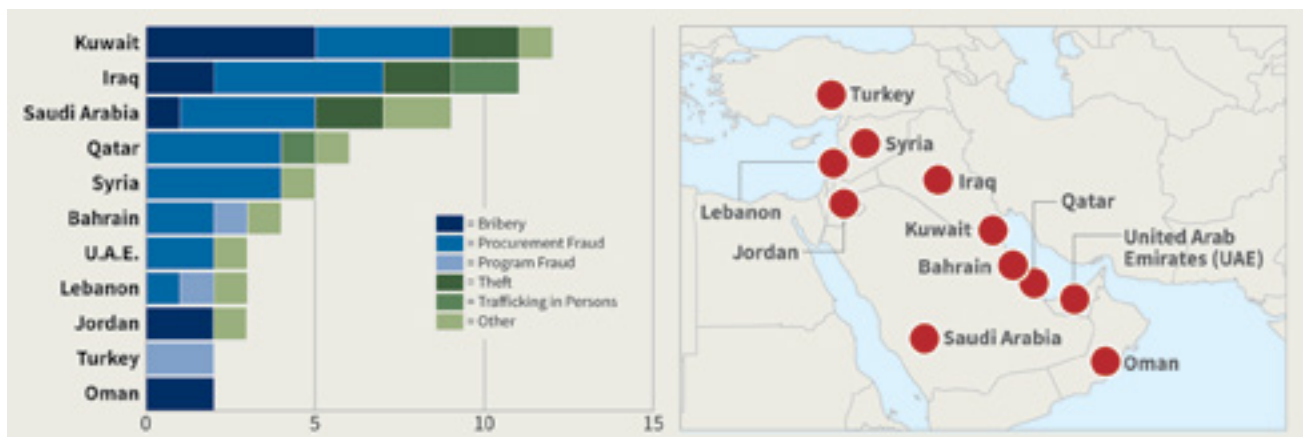 Kuwait
Iraq
Saudi Arabia
Qatar
Syria
Bahrain
U.A.E.
Lebanon
Jordan
Turkey
Oman
0
5
10
15
= Bribery
= Procurement Fraud
= Program Fraud
= Theft
= Trafficking in Persons
= Other
Turkey
Syria
Iraq
Lebanon
Qatar
Kuwait
Jordan
United Arab
Emirates (UAE)
Bahrain
Saudi Arabia
Oman